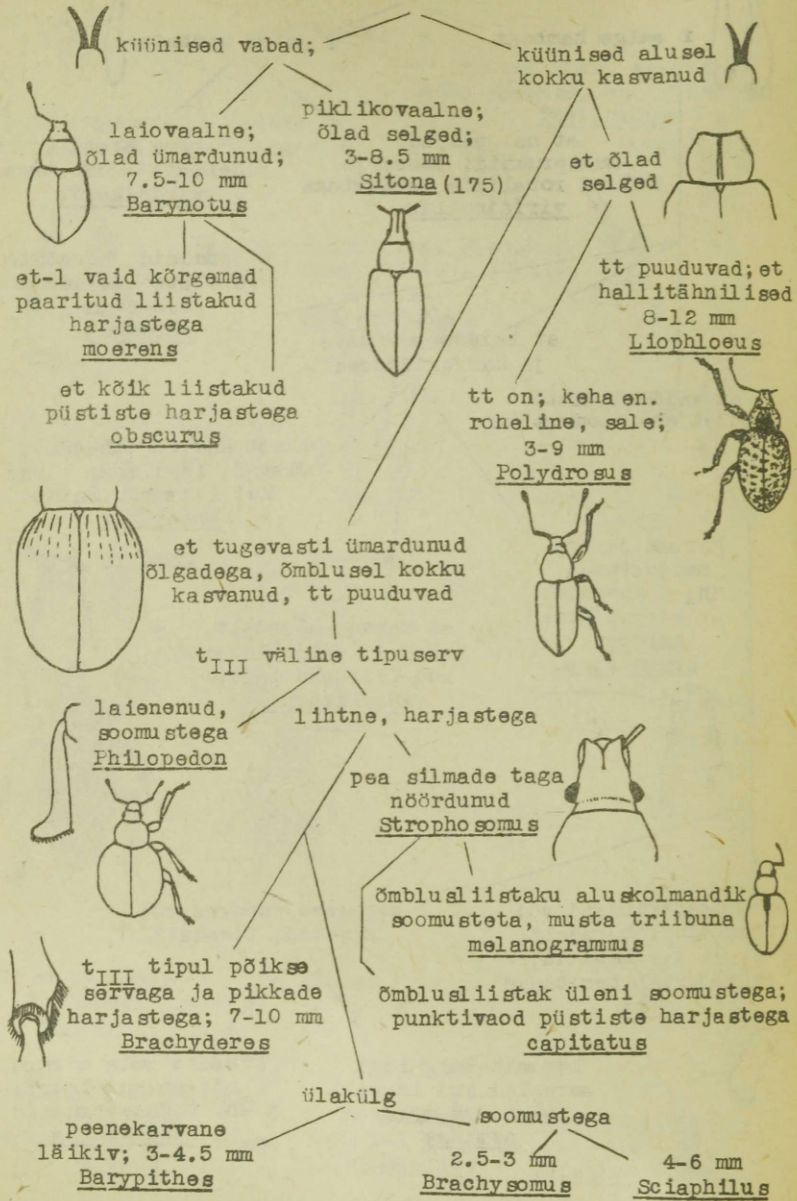 küünised vabad;
küünised alusel
kokku kasvanud
laiovaalne;
õlad ümardunud;
7.5-10 mm
Barynotus
piklikovaalne;
õlad selged;
3-8.5 mm
Sitona (175)
et õlad
selged
et-l vaid kõrgemad
paaritud liistakud
harjastega
moerens
et kõik liistakud
püstiste harjastega
obscurus
tt puuduvad; et
hallitähnilised
8-12 mm
Liophloeus
tt on; keha en.
roheline, sale;
3-9 mm
Polydrosus
et tugevasti ümardunud
õlgadega, õmblusel kokku
kasvanud, tt puuduvad
tIII väline tipuserv
laienenud,
soomustega
Philopedon
lihtne, harjastega
pea silmade taga
nöördunud
Strophosomus
õmblusliistaku aluskolmandik
soomusteta, musta triibuna
melanogrammus
tIII tipul põikse
servaga ja pikkade
harjastega; 7-10 mm
Brachyderes
õmblusliistak üleni soomustega;
punktivaod püstiste harjastega
capitatus
ülakülg
peenekarvane
läikiv; 3-4.5 mm
Barypithes
soomustega
2.5-3 mm
Brachysomus
4-6 mm
Sciaphilus